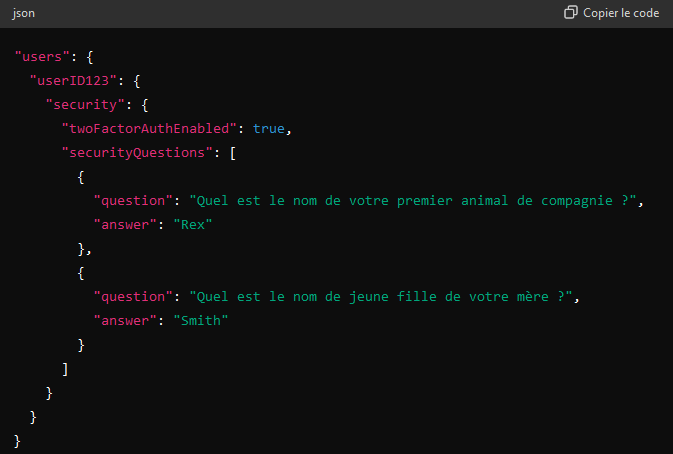 json
Copier le code
"users": {
"userID123": {
"security": {
"twoFactorAuthEnabled": true,
"securityQuestions": [
{
"question": "Quel est le nom de votre premier animal de compagnie ?",
"answer": "Rex"
},
{
"question": "Quel est le nom de jeune fille de votre mère ?",
"answer": "Smith"
}
]
}
}
}